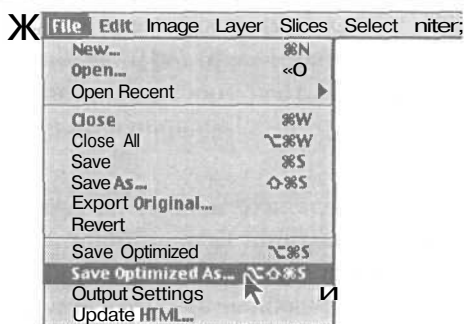 Ж File Edit Image Layer Slices Select niter;
New... ⌘N
Open... «O
Open Recent
Close ⌘W
Close All ⌥⌘W
Save ⌘S
Save As... ⇧⌘S
Export Original...
Revert
Save Optimized ⌥⌘S
Save Optimized As... ⌥⇧⌘S
Output Settings И
Update HTML...